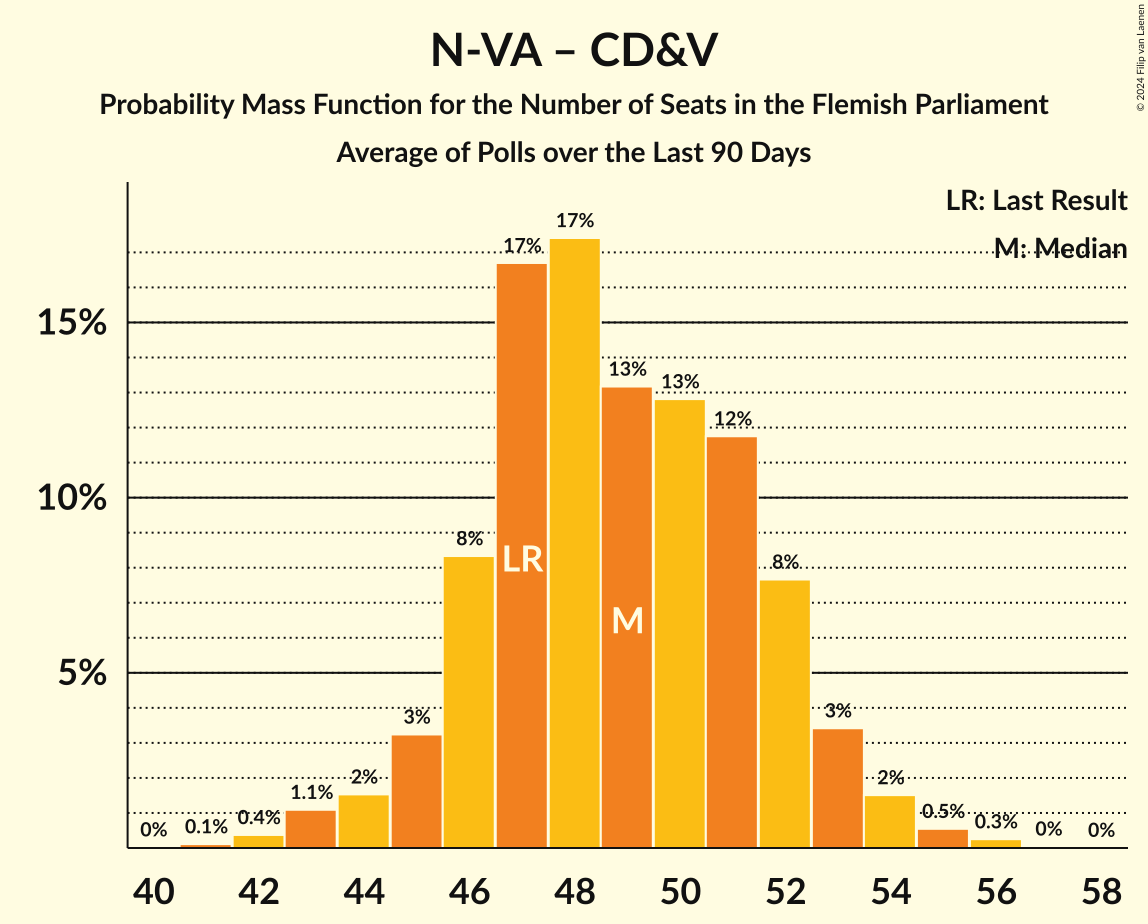 N-VA – CD&V
Probability Mass Function for the Number of Seats in the Flemish Parliament
Average of Polls over the Last 90 Days
© 2024 Filip van Laenen
LR: Last Result
M: Median
15%
10%
5%
0%
0.1%
0.4%
1.1%
2%
3%
8%
17%
17%
13%
13%
12%
8%
3%
2%
0.5%
0.3%
0%
0%
LR
M
40 42 44 46 48 50 52 54 56 58